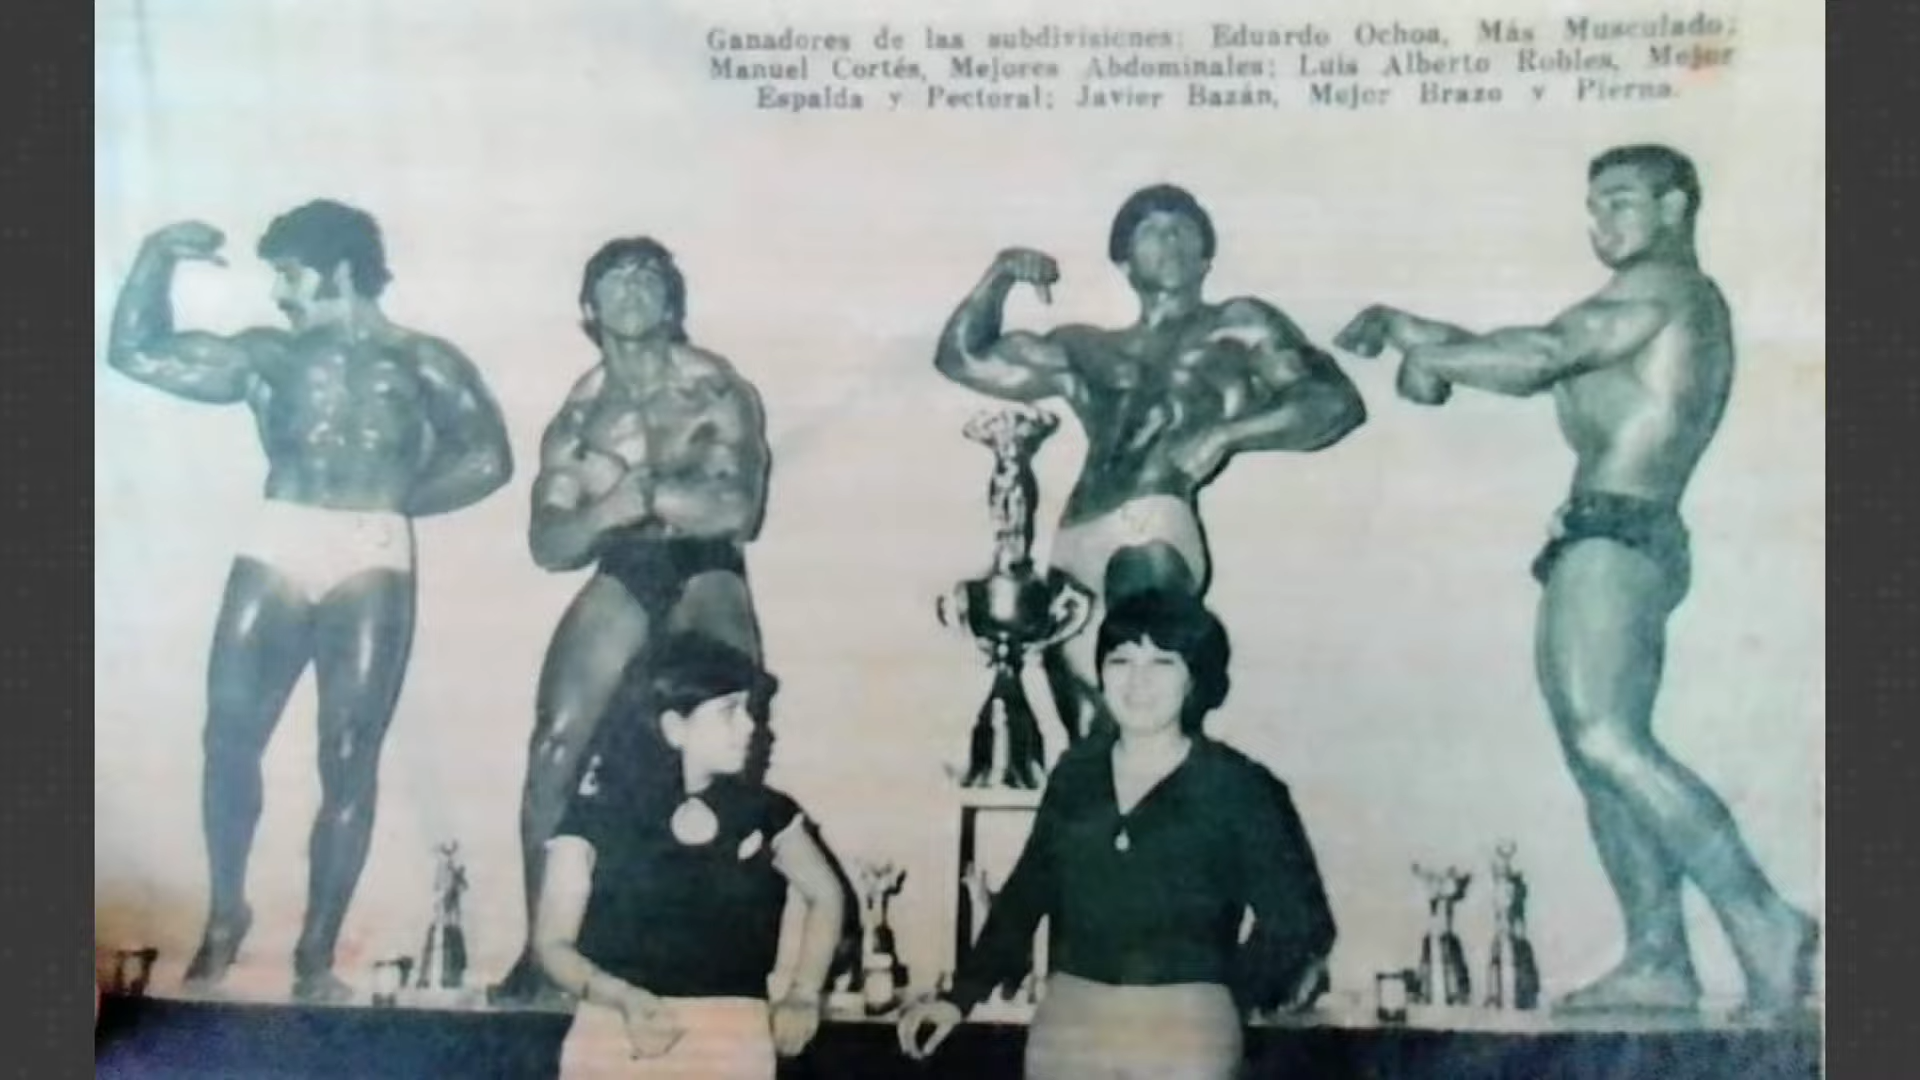 Ganadores de las subdivisiones: Eduardo Ochoa, Más Musculado;
Manuel Cortés, Mejores Abdominales; Luis Alberto Robles, Mejor
Espalda y Pectoral; Javier Bazán, Mejor Brazo y Pierna.